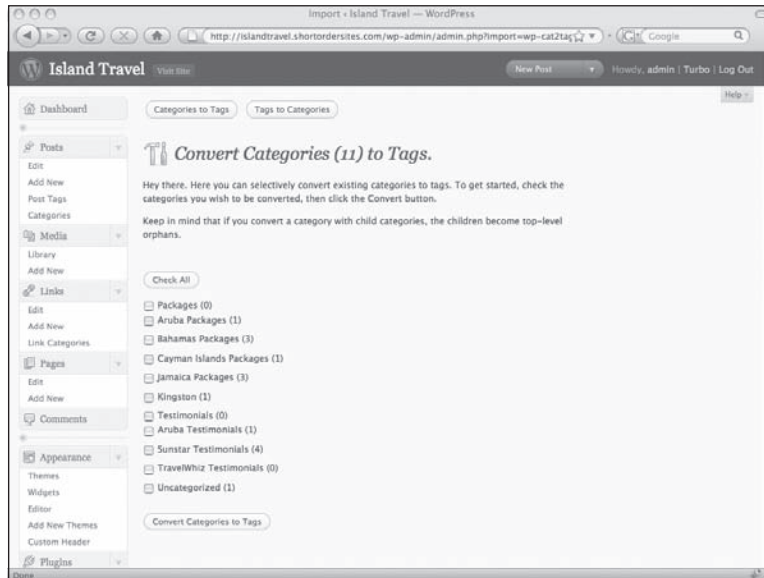 Import ‹ Island Travel — WordPress
http://islandtravel.shortordersites.com/wp-admin/admin.php?import=wp-cat2tag
Google
Island Travel
Visit Site
New Post
Howdy, admin | Turbo | Log Out
Help
Dashboard
Posts
Edit
Add New
Post Tags
Categories
Media
Library
Add New
Links
Edit
Add New
Link Categories
Pages
Edit
Add New
Comments
Appearance
Themes
Widgets
Editor
Add New Themes
Custom Header
Plugins
Categories to Tags
Tags to Categories
Convert Categories (11) to Tags.
Hey there. Here you can selectively convert existing categories to tags. To get started, check the
categories you wish to be converted, then click the Convert button.
Keep in mind that if you convert a category with child categories, the children become top-level
orphans.
Check All
Packages (0)
Aruba Packages (1)
Bahamas Packages (3)
Cayman Islands Packages (1)
Jamaica Packages (3)
Kingston (1)
Testimonials (0)
Aruba Testimonials (1)
Sunstar Testimonials (4)
TravelWhiz Testimonials (0)
Uncategorized (1)
Convert Categories to Tags
Done